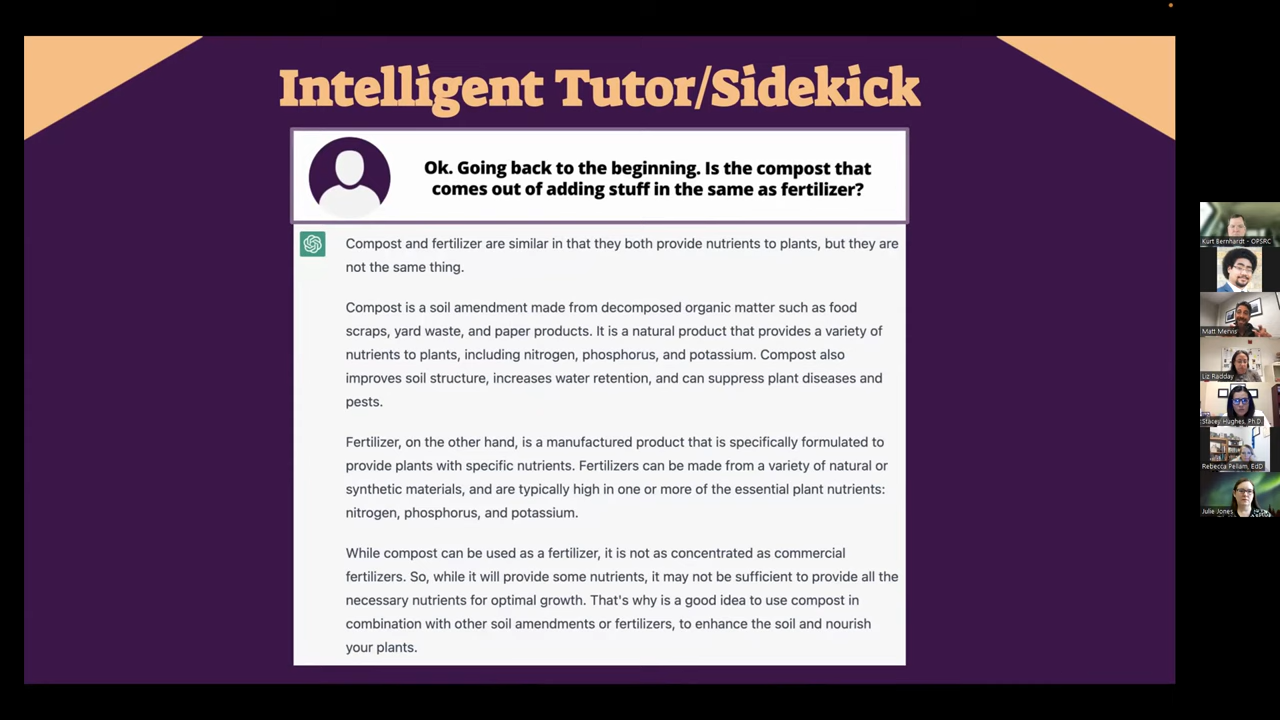 Intelligent Tutor/Sidekick
Ok. Going back to the beginning. Is the compost that
comes out of adding stuff in the same as fertilizer?
Compost and fertilizer are similar in that they both provide nutrients to plants, but they are
not the same thing.
Compost is a soil amendment made from decomposed organic matter such as food
scraps, yard waste, and paper products. It is a natural product that provides a variety of
nutrients to plants, including nitrogen, phosphorus, and potassium. Compost also
improves soil structure, increases water retention, and can suppress plant diseases and
pests.
Fertilizer, on the other hand, is a manufactured product that is specifically formulated to
provide plants with specific nutrients. Fertilizers can be made from a variety of natural or
synthetic materials, and are typically high in one or more of the essential plant nutrients:
nitrogen, phosphorus, and potassium.
While compost can be used as a fertilizer, it is not as concentrated as commercial
fertilizers. So, while it will provide some nutrients, it may not be sufficient to provide all the
necessary nutrients for optimal growth. That's why is a good idea to use compost in
combination with other soil amendments or fertilizers, to enhance the soil and nourish
your plants.
Kurt Bernhardt - OPSRC
Matt Mervis
Liz Radday
Stacey Hughes, Ph.D.
Rebecca Pellam, EdD
Julie Jones